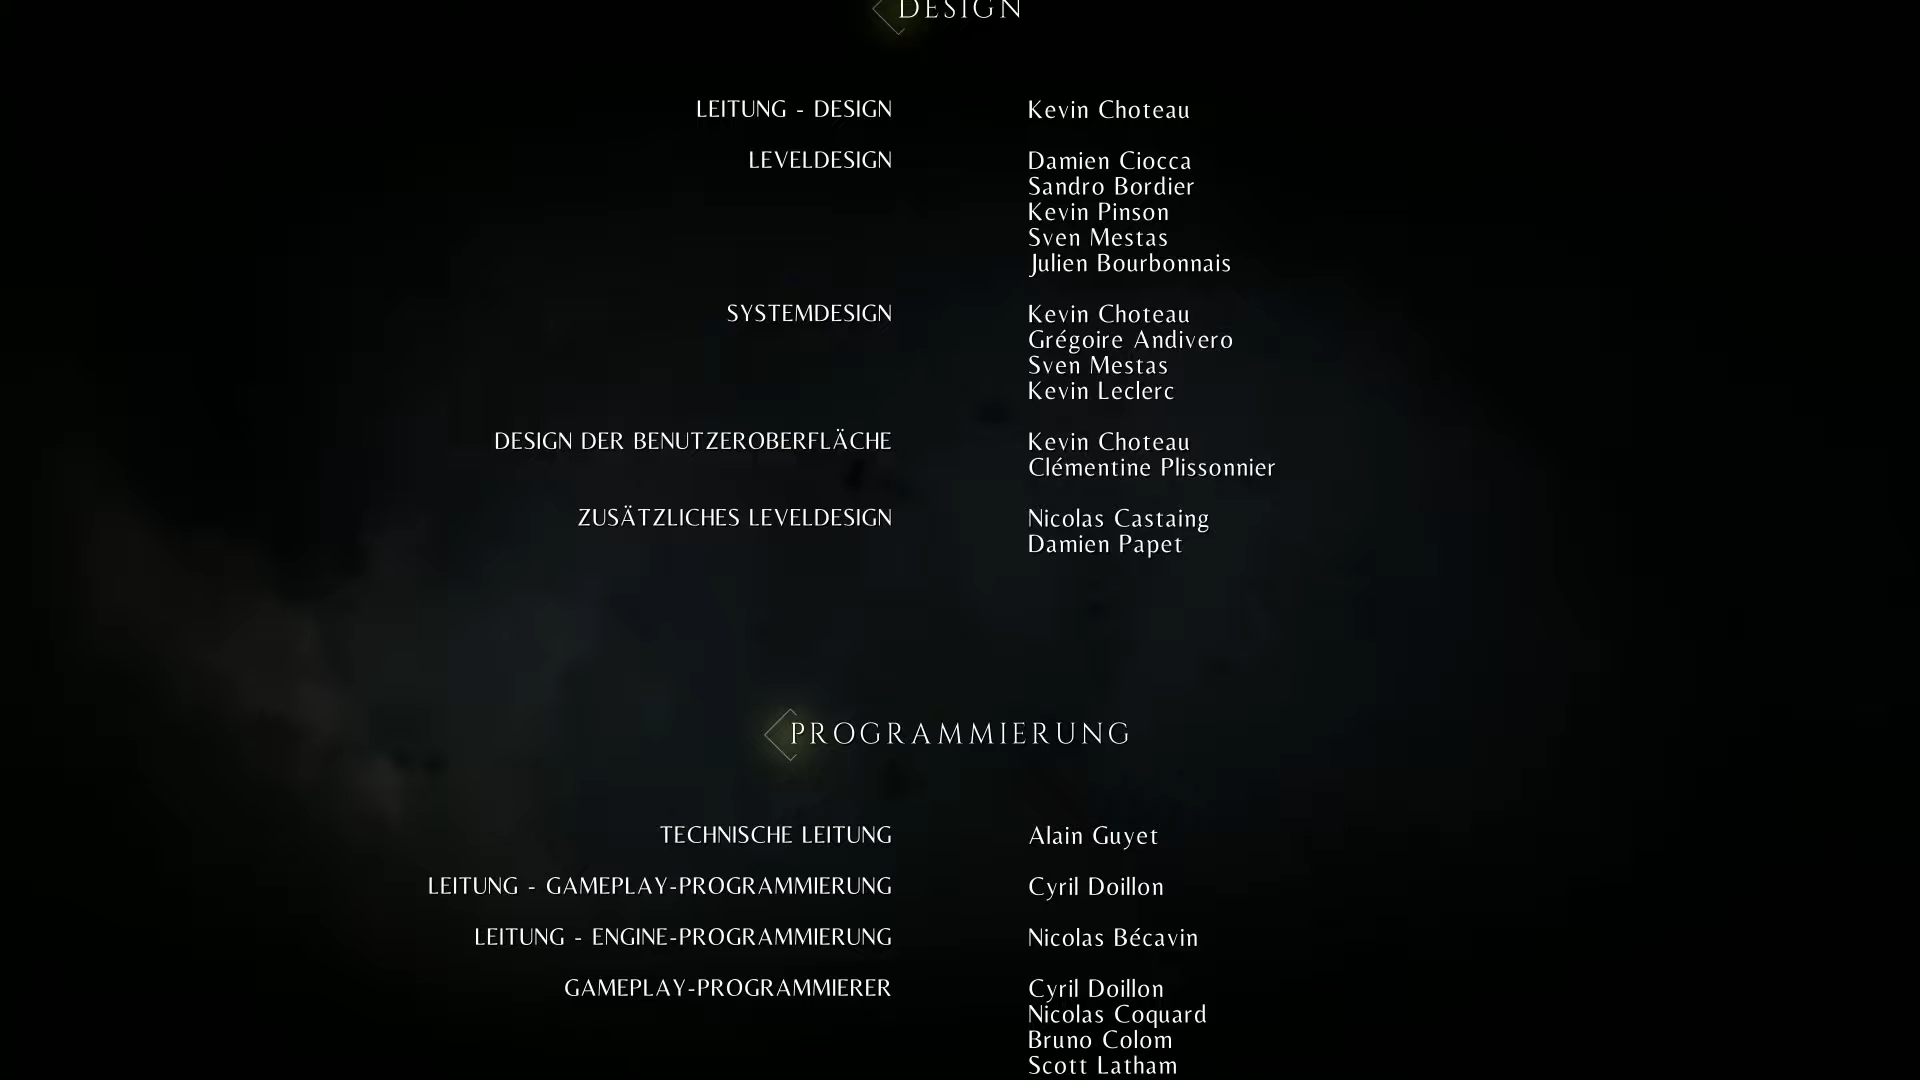 DESIGN
LEITUNG - DESIGN Kevin Choteau
LEVELDESIGN Damien Ciocca
Sandro Bordier
Kevin Pinson
Sven Mestas
Julien Bourbonnais
SYSTEMDESIGN Kevin Choteau
Grégoire Andivero
Sven Mestas
Kevin Leclerc
DESIGN DER BENUTZEROBERFLÄCHE Kevin Choteau
Clémentine Plissonnier
ZUSÄTZLICHES LEVELDESIGN Nicolas Castaing
Damien Papet
PROGRAMMIERUNG
TECHNISCHE LEITUNG Alain Guyet
LEITUNG - GAMEPLAY-PROGRAMMIERUNG Cyril Doillon
LEITUNG - ENGINE-PROGRAMMIERUNG Nicolas Bécavin
GAMEPLAY-PROGRAMMIERER Cyril Doillon
Nicolas Coquard
Bruno Colom
Scott Latham